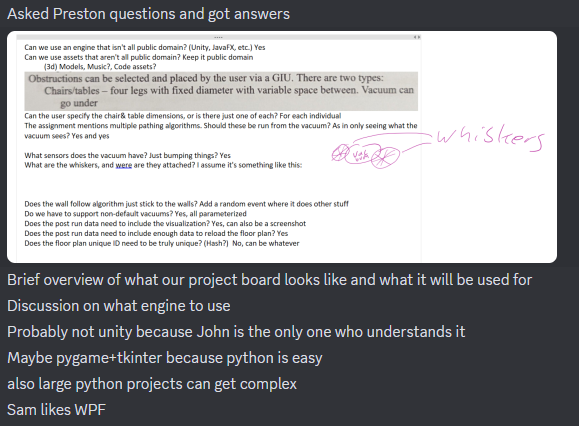 Asked Preston questions and got answers
Can we use an engine that isn't all public domain? (Unity, JavaFX, etc.) Yes
Can we use assets that aren't all public domain? Keep it public domain
(3d) Models, Music?, Code assets?
Obstructions can be selected and placed by the user via a GIU. There are two types:
Chairs/tables – four legs with fixed diameter with variable space between. Vacuum can
go under
Can the user specify the chair& table dimensions, or is there just one of each? For each individual
The assignment mentions multiple pathing algorithms. Should these be run from the vacuum? As in only seeing what the
vacuum sees? Yes and yes
whiskers
What sensors does the vacuum have? Just bumping things? Yes
What are the whiskers, and were are they attached? I assume it's something like this:
Does the wall follow algorithm just stick to the walls? Add a random event where it does other stuff
Do we have to support non-default vacuums? Yes, all parameterized
Does the post run data need to include the visualization? Yes, can also be a screenshot
Does the post run data need to include enough data to reload the floor plan? Yes
Does the floor plan unique ID need to be truly unique? (Hash?) No, can be whatever
Brief overview of what our project board looks like and what it will be used for
Discussion on what engine to use
Probably not unity because John is the only one who understands it
Maybe pygame+tkinter because python is easy
also large python projects can get complex
Sam likes WPF